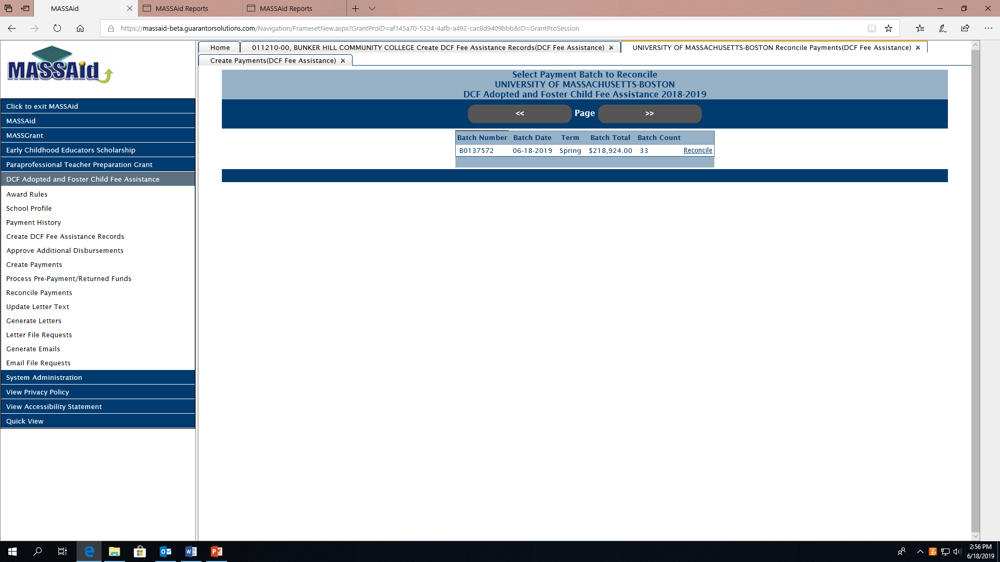 MASSAid
MASSAid Reports
MASSAid Reports
https://massaid-beta.guarantorsolutions.com/Navigation/FramesetNew.aspx?GrantProID=af145a70-5324-4afb-a492-cac8d9409bbb&ID=GrantProSession
MASSAid
Click to exit MASSAid
MASSAid
MASSGrant
Early Childhood Educators Scholarship
Paraprofessional Teacher Preparation Grant
DCF Adopted and Foster Child Fee Assistance
Award Rules
School Profile
Payment History
Create DCF Fee Assistance Records
Approve Additional Disbursements
Create Payments
Process Pre-Payment/Returned Funds
Reconcile Payments
Update Letter Text
Generate Letters
Letter File Requests
Generate Emails
Email File Requests
System Administration
View Privacy Policy
View Accessibility Statement
Quick View
Home
011210-00, BUNKER HILL COMMUNITY COLLEGE Create DCF Fee Assistance Records(DCF Fee Assistance)
UNIVERSITY OF MASSACHUSETTS-BOSTON Reconcile Payments(DCF Fee Assistance)
Create Payments(DCF Fee Assistance)
Select Payment Batch to Reconcile
UNIVERSITY OF MASSACHUSETTS-BOSTON
DCF Adopted and Foster Child Fee Assistance 2018-2019
<< Page >>
Batch Number Batch Date Term Batch Total Batch Count
B0137572 06-18-2019 Spring $218,924.00 33 Reconcile
2:56 PM
6/18/2019